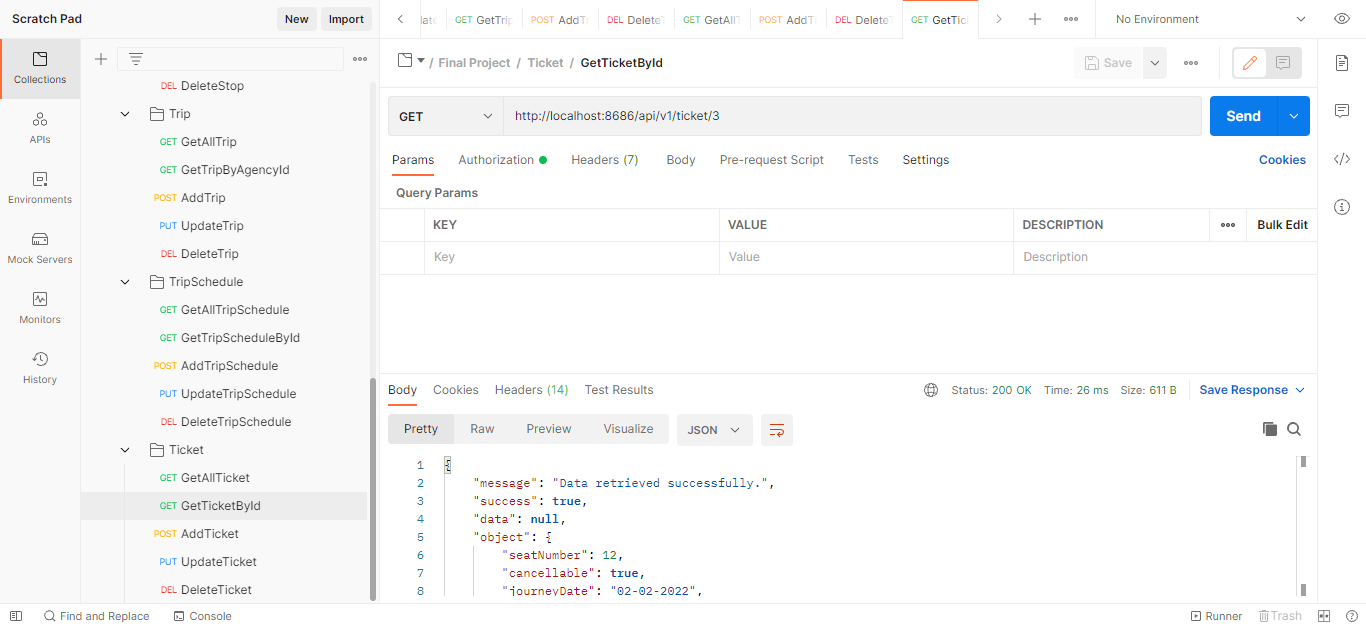 Scratch Pad
New
Import
GetTrip
POST AddT
DEL Delete
GET GetAllT
POST AddT
DEL Delete
GET GetTic
No Environment
Collections
APIs
Environments
Mock Servers
Monitors
History
DEL DeleteStop
Trip
GET GetAllTrip
GET GetTripByAgencyId
POST AddTrip
PUT UpdateTrip
DEL DeleteTrip
TripSchedule
GET GetAllTripSchedule
GET GetTripScheduleById
POST AddTripSchedule
PUT UpdateTripSchedule
DEL DeleteTripSchedule
Ticket
GET GetAllTicket
GET GetTicketById
POST AddTicket
PUT UpdateTicket
DEL DeleteTicket
/ Final Project / Ticket / GetTicketById
Save
GET
http://localhost:8686/api/v1/ticket/3
Send
Params Authorization Headers (7) Body Pre-request Script Tests Settings
Cookies
Query Params
KEY VALUE DESCRIPTION Bulk Edit
Key Value Description
Body Cookies Headers (14) Test Results
Status: 200 OK Time: 26 ms Size: 611 B
Save Response
Pretty Raw Preview Visualize JSON
1 {
2 "message": "Data retrieved successfully.",
3 "success": true,
4 "data": null,
5 "object": {
6 "seatNumber": 12,
7 "cancellable": true,
8 "journeyDate": "02-02-2022",
Find and Replace
Console
Runner
Trash